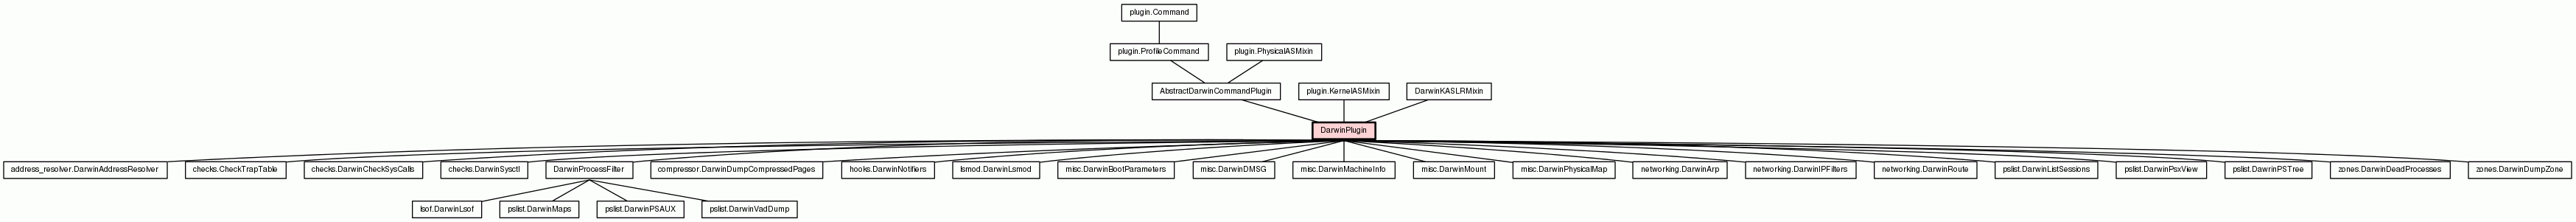 plugin.Command
plugin.ProfileCommand
plugin.PhysicalASMixin
AbstractDarwinCommandPlugin
plugin.KernelASMixin
DarwinKASLRMixin
DarwinPlugin
address_resolver.DarwinAddressResolver
checks.CheckTrapTable
checks.DarwinCheckSysCalls
checks.DarwinSysctl
DarwinProcessFilter
compressor.DarwinDumpCompressedPages
hooks.DarwinNotifiers
lsmod.DarwinLsmod
misc.DarwinBootParameters
misc.DarwinDMSG
misc.DarwinMachineInfo
misc.DarwinMount
misc.DarwinPhysicalMap
networking.DarwinArp
networking.DarwinIPFilters
networking.DarwinRoute
pslist.DarwinListSessions
pslist.DarwinPsxView
pslist.DawrinPSTree
zones.DarwinDeadProcesses
zones.DarwinDumpZone
lsof.DarwinLsof
pslist.DarwinMaps
pslist.DarwinPSAUX
pslist.DarwinVadDump